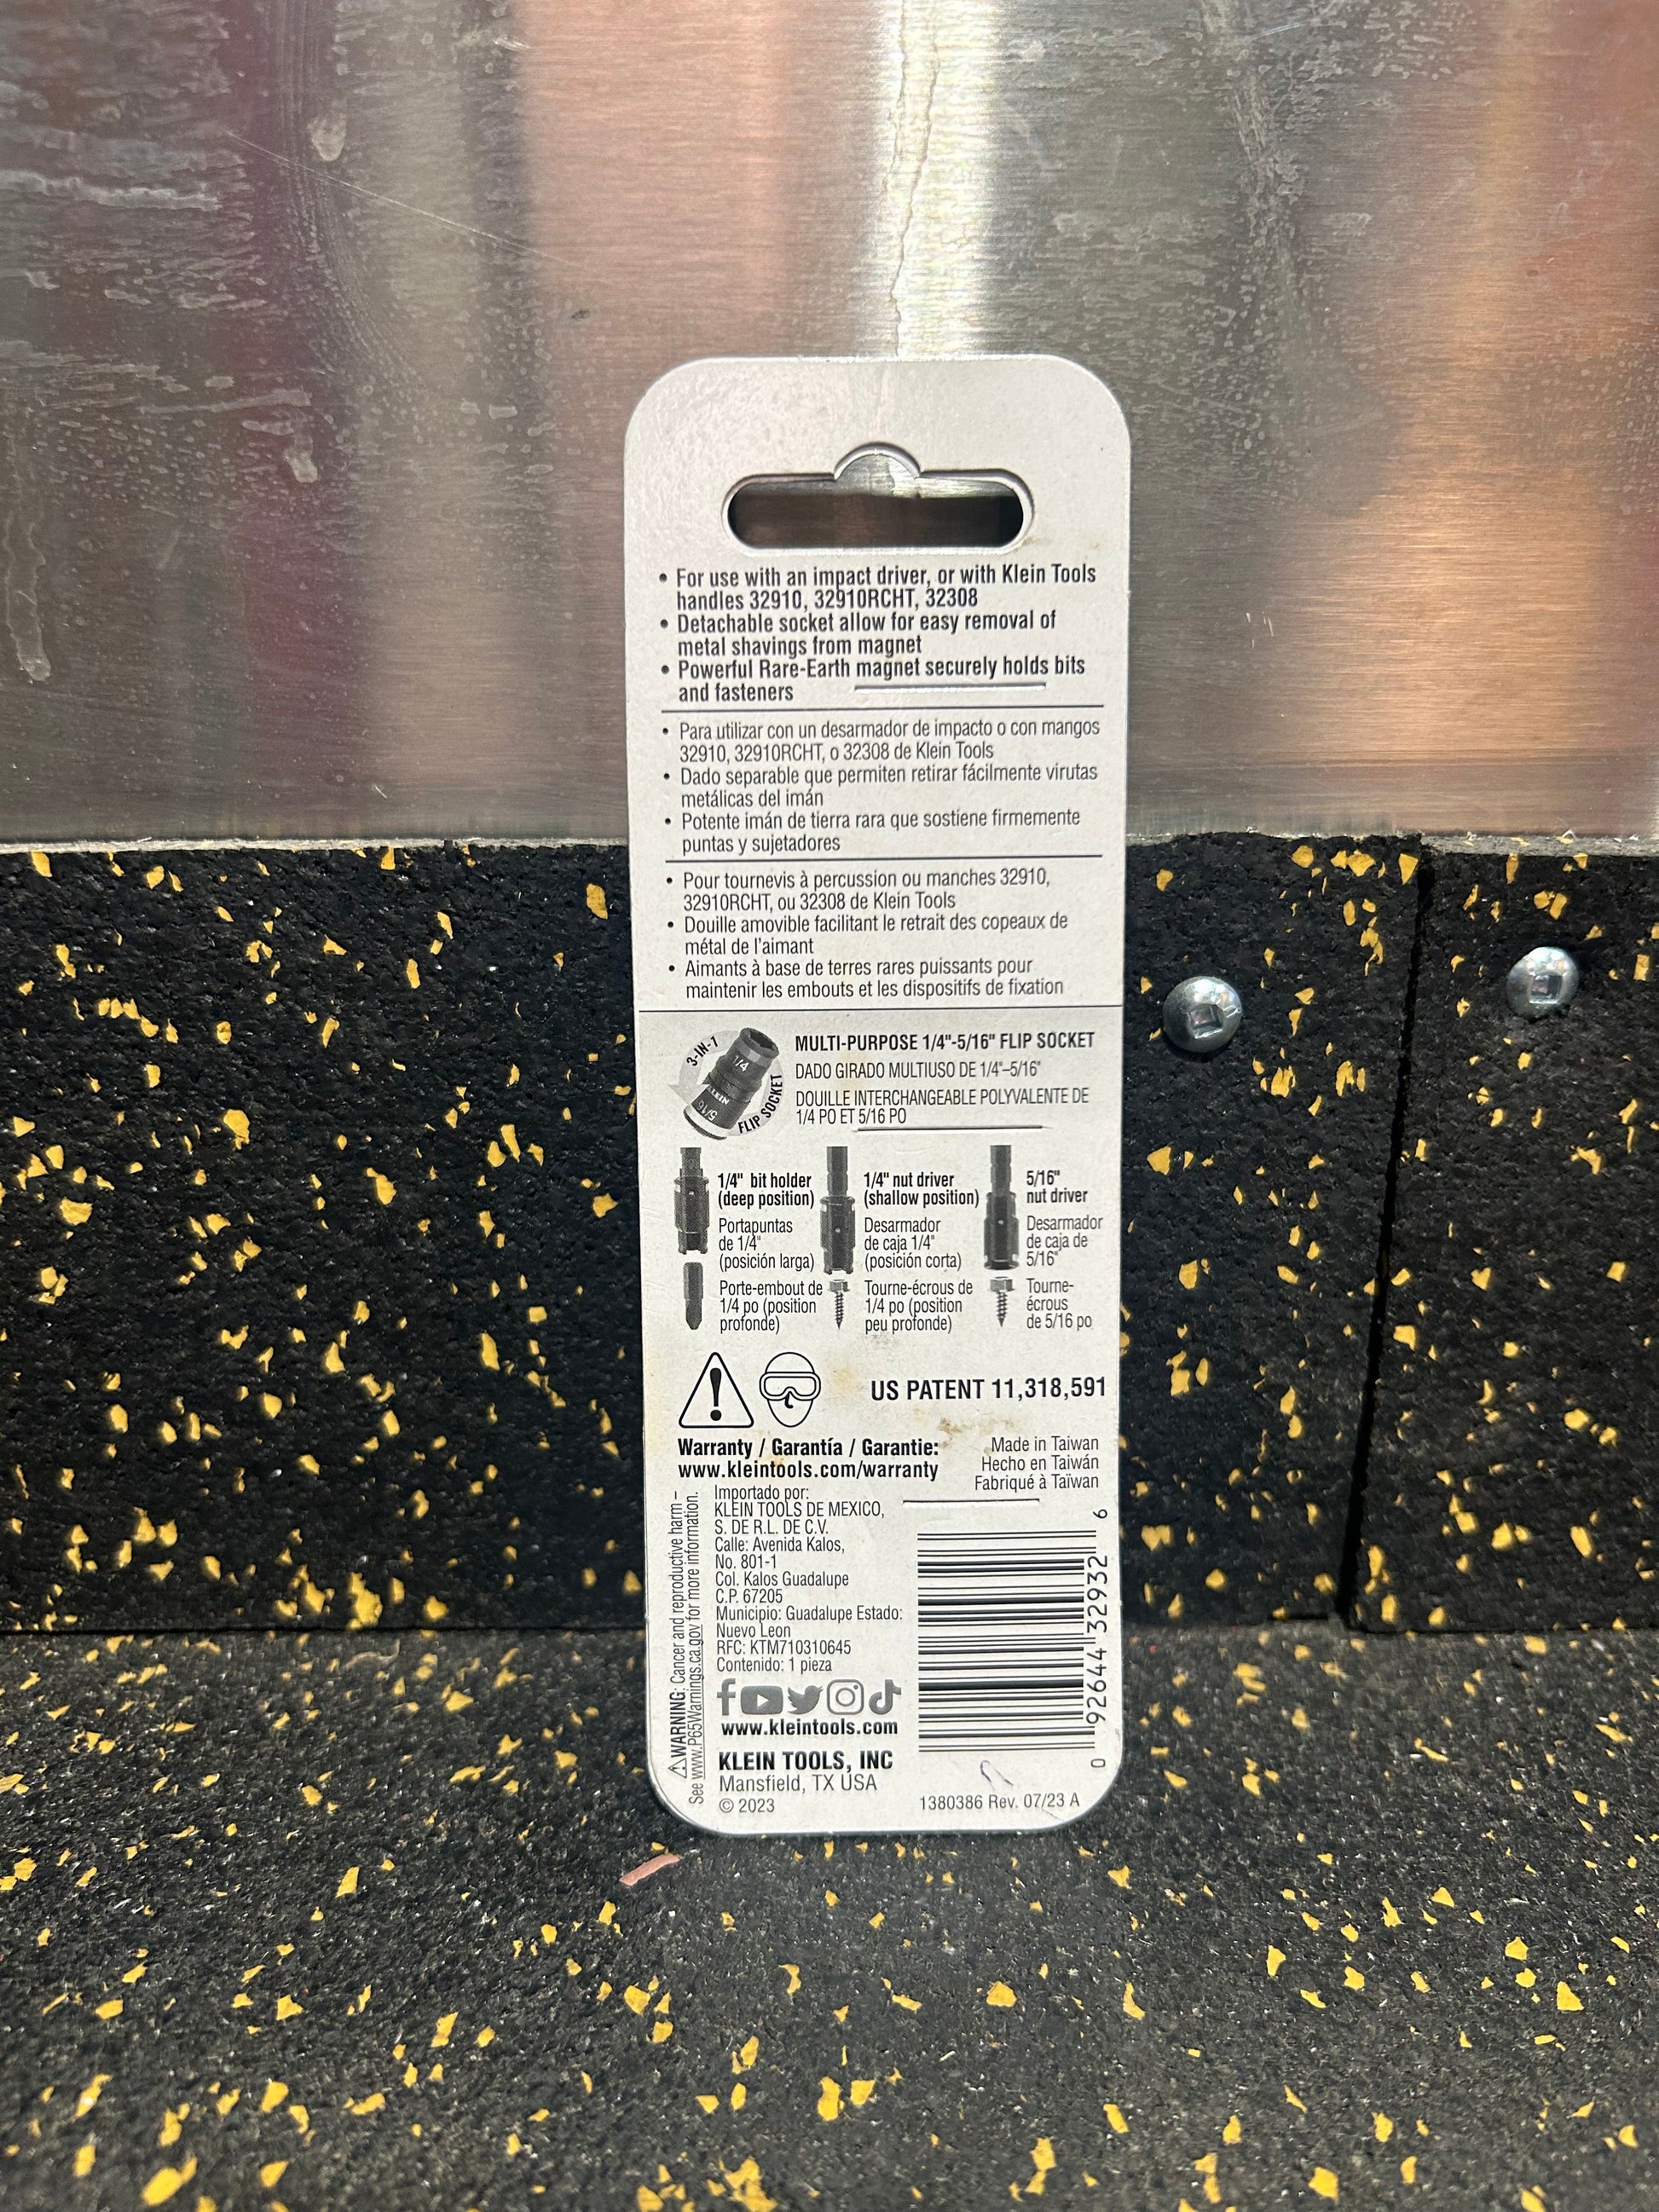 • For use with an impact driver, or with Klein Tools
handles 32910, 32910RCHT, 32308
• Detachable socket allow for easy removal of
metal shavings from magnet
• Powerful Rare-Earth magnet securely holds bits
and fasteners
• Para utilizar con un desarmador de impacto o con mangos
32910, 32910RCHT, o 32308 de Klein Tools
• Dado separable que permiten retirar fácilmente virutas
metálicas del imán
• Potente imán de tierra rara que sostiene firmemente
puntas y sujetadores
• Pour tournevis à percussion ou manches 32910,
32910RCHT, ou 32308 de Klein Tools
• Douille amovible facilitant le retrait des copeaux de
métal de l'aimant
• Aimants à base de terres rares puissants pour
maintenir les embouts et les dispositifs de fixation
3-IN-1
FLIP SOCKET
1/4
KLEIN
5/16
MULTI-PURPOSE 1/4"-5/16" FLIP SOCKET
DADO GIRADO MULTIUSO DE 1/4"–5/16"
DOUILLE INTERCHANGEABLE POLYVALENTE DE
1/4 PO ET 5/16 PO
1/4" bit holder
(deep position)
Portapuntas
de 1/4"
(posición larga)
Porte-embout de
1/4 po (position
profonde)
1/4" nut driver
(shallow position)
Desarmador
de caja 1/4"
(posición corta)
Tourne-écrous de
1/4 po (position
peu profonde)
5/16"
nut driver
Desarmador
de caja de
5/16"
Tourne-
écrous
de 5/16 po
US PATENT 11,318,591
Warranty / Garantía / Garantie:
www.kleintools.com/warranty
Made in Taiwan
Hecho en Taiwán
Fabriqué à Taïwan
WARNING: Cancer and reproductive harm –
See www.P65Warnings.ca.gov for more information.
Importado por:
KLEIN TOOLS DE MEXICO,
S. DE R.L. DE C.V.
Calle: Avenida Kalos,
No. 801-1
Col. Kalos Guadalupe
C.P. 67205
Municipio: Guadalupe Estado:
Nuevo Leon
RFC: KTM710310645
Contenido: 1 pieza
www.kleintools.com
KLEIN TOOLS, INC
Mansfield, TX USA
© 2023
0 92644 32932 6
1380386 Rev. 07/23 A